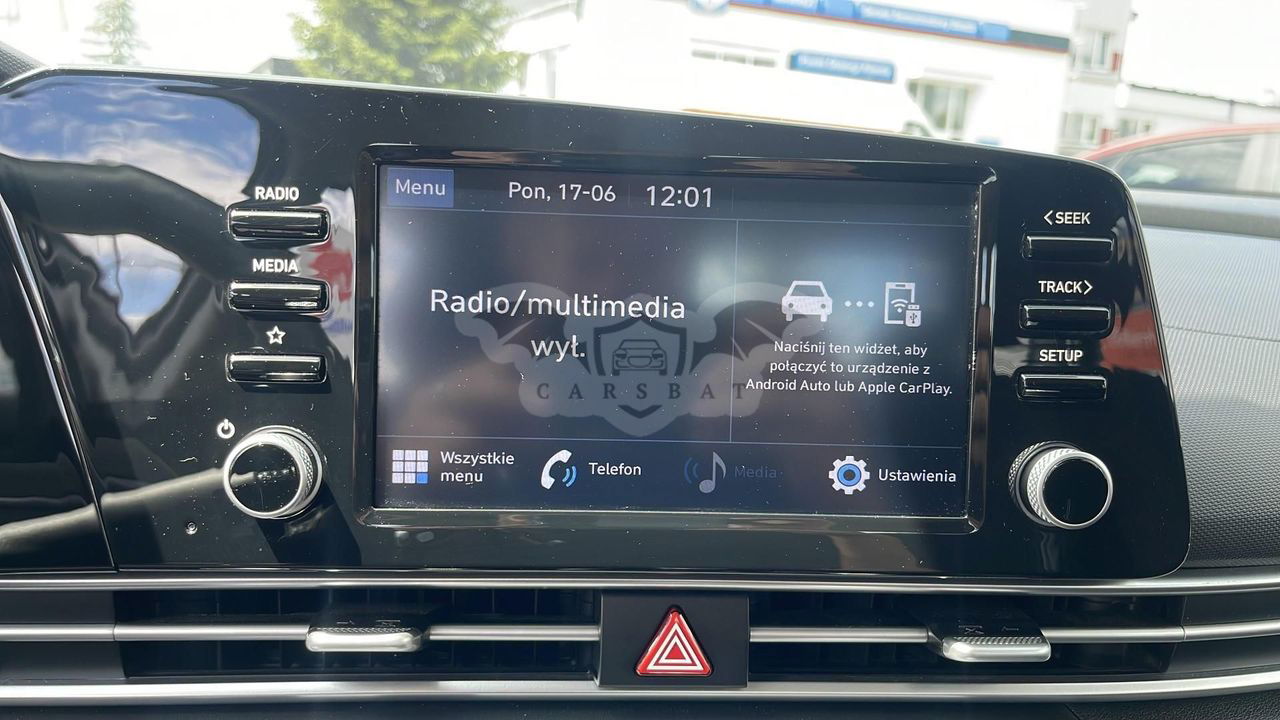 RADIO
MEDIA
Menu
Pon, 17-06
12:01
Radio/multimedia
wył.
Naciśnij ten widżet, aby
połączyć to urządzenie z
Android Auto lub Apple CarPlay.
CARSBAT
Wszystkie
menu
Telefon
Media
Ustawienia
<SEEK
TRACK>
SETUP